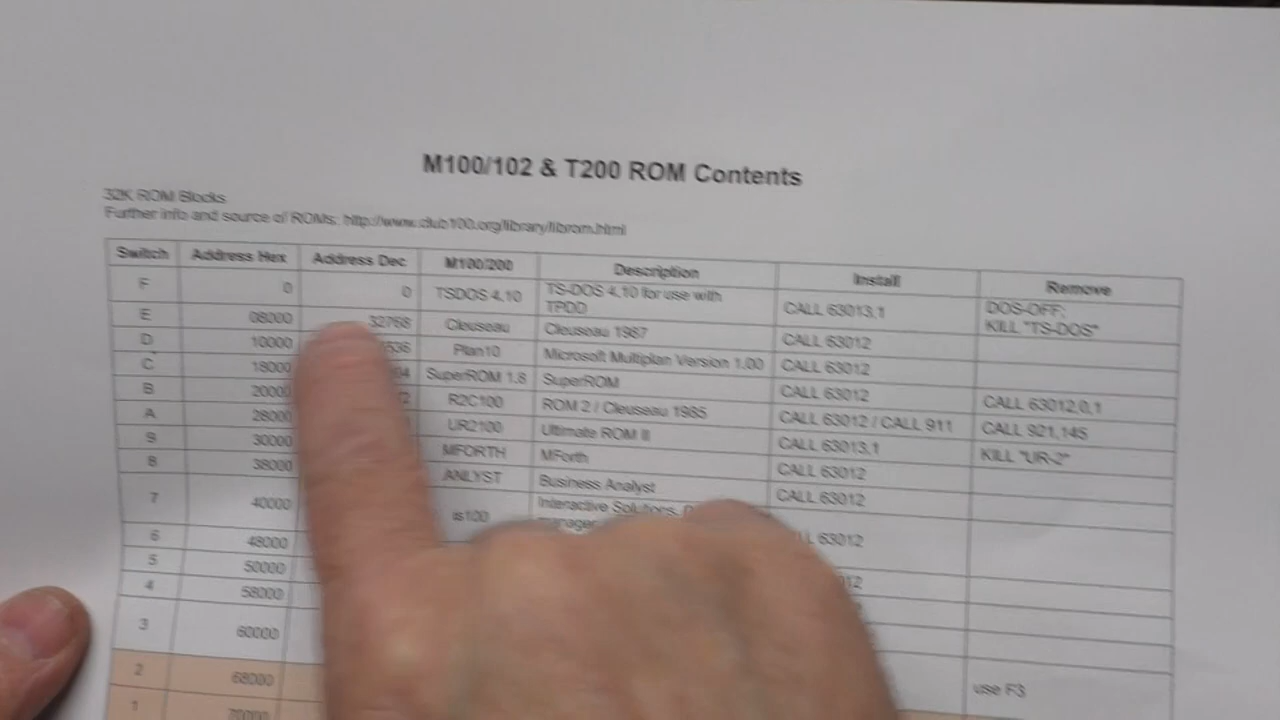 M100/102 & T200 ROM Contents
32K ROM Blocks
Further info and source of ROMs: http://www.club100.org/library/librom.html
Switch Address Hex Address Dec M100/200 Description Install Remove
F 0 0 TSDOS 4.10 TS-DOS 4.10 for use with TPDD CALL 63013,1 DOS-OFF: KILL "TS-DOS"
E 08000 32768 Cleuseau Cleuseau 1987 CALL 63012
D 10000 536 Plan10 Microsoft Multiplan Version 1.00 CALL 63012
C 18000 SuperROM 1.8 SuperROM CALL 63012 CALL 63012,0,1
B 20000 R2C100 ROM 2 / Cleuseau 1985 CALL 63012 / CALL 911 CALL 921,145
A 28000 UR2100 Ultimate ROM II CALL 63013,1 KILL "UR-2"
9 30000 MFORTH MForth CALL 63012
8 38000 ANLYST Business Analyst CALL 63012
7 40000 is100 Interactive Solutions, 63012
6 48000 12
5 50000
4 58000
3 60000 use F3
2 68000
1 70000